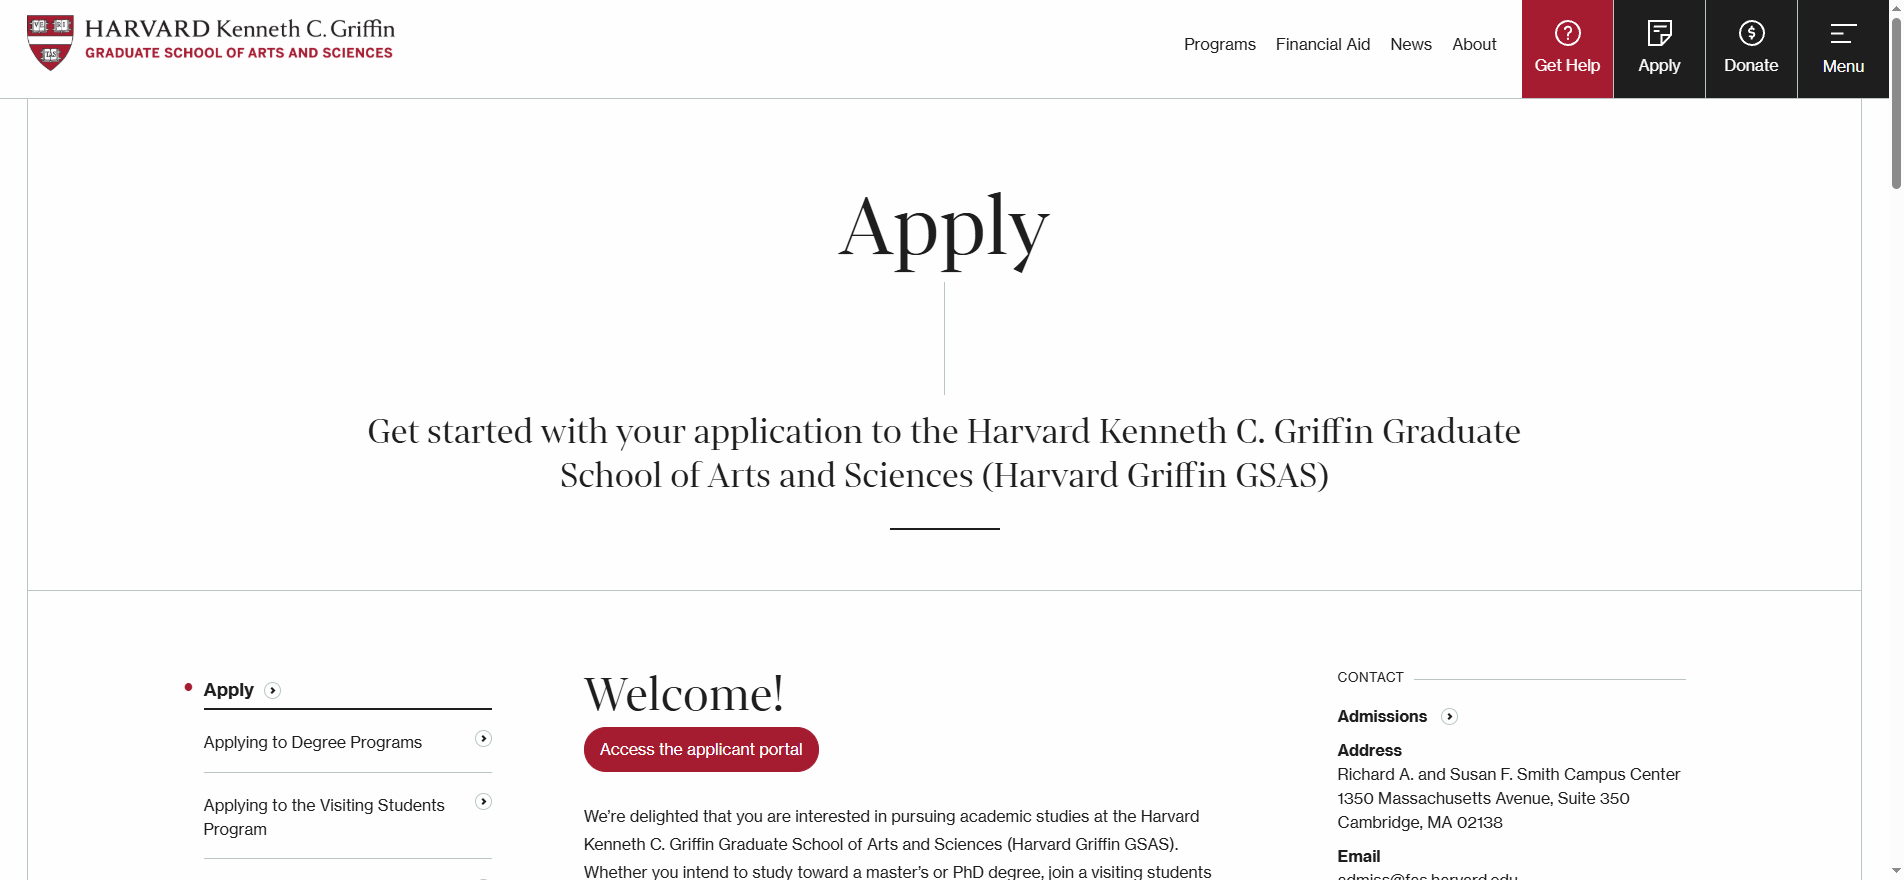 HARVARD Kenneth C. Griffin
GRADUATE SCHOOL OF ARTS AND SCIENCES
Programs
Financial Aid
News
About
Get Help
Apply
Donate
Menu
Apply
Get started with your application to the Harvard Kenneth C. Griffin Graduate
School of Arts and Sciences (Harvard Griffin GSAS)
Apply
Applying to Degree Programs
Applying to the Visiting Students
Program
Welcome!
Access the applicant portal
We're delighted that you are interested in pursuing academic studies at the Harvard
Kenneth C. Griffin Graduate School of Arts and Sciences (Harvard Griffin GSAS).
Whether you intend to study toward a master's or PhD degree, join a visiting students
CONTACT
Admissions
Address
Richard A. and Susan F. Smith Campus Center
1350 Massachusetts Avenue, Suite 350
Cambridge, MA 02138
Email
admiss@fas.harvard.edu